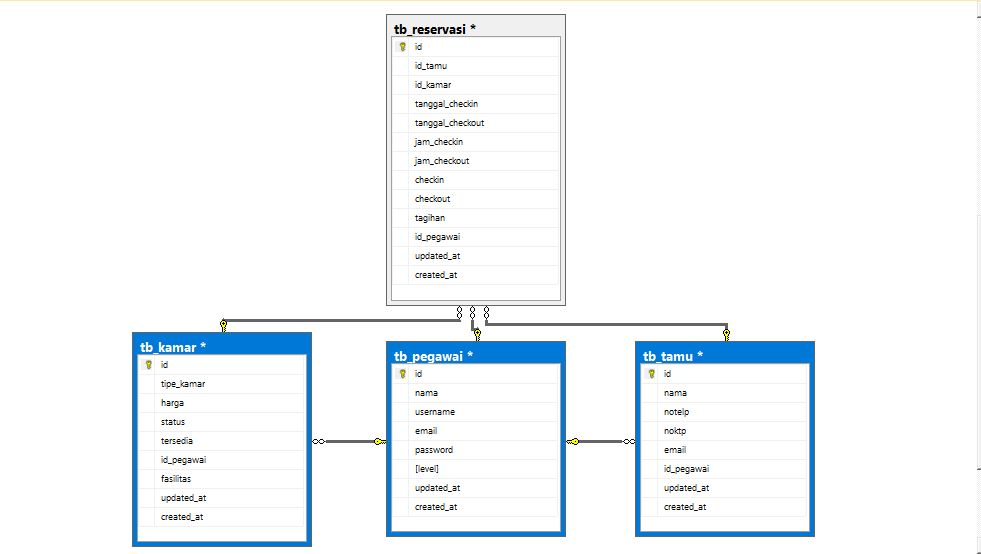 tb_reservasi *
id
id_tamu
id_kamar
tanggal_checkin
tanggal_checkout
jam_checkin
jam_checkout
checkin
checkout
tagihan
id_pegawai
updated_at
created_at
tb_kamar *
id
tipe_kamar
harga
status
tersedia
id_pegawai
fasilitas
updated_at
created_at
tb_pegawai *
id
nama
username
email
password
[level]
updated_at
created_at
tb_tamu *
id
nama
notelp
noktp
email
id_pegawai
updated_at
created_at